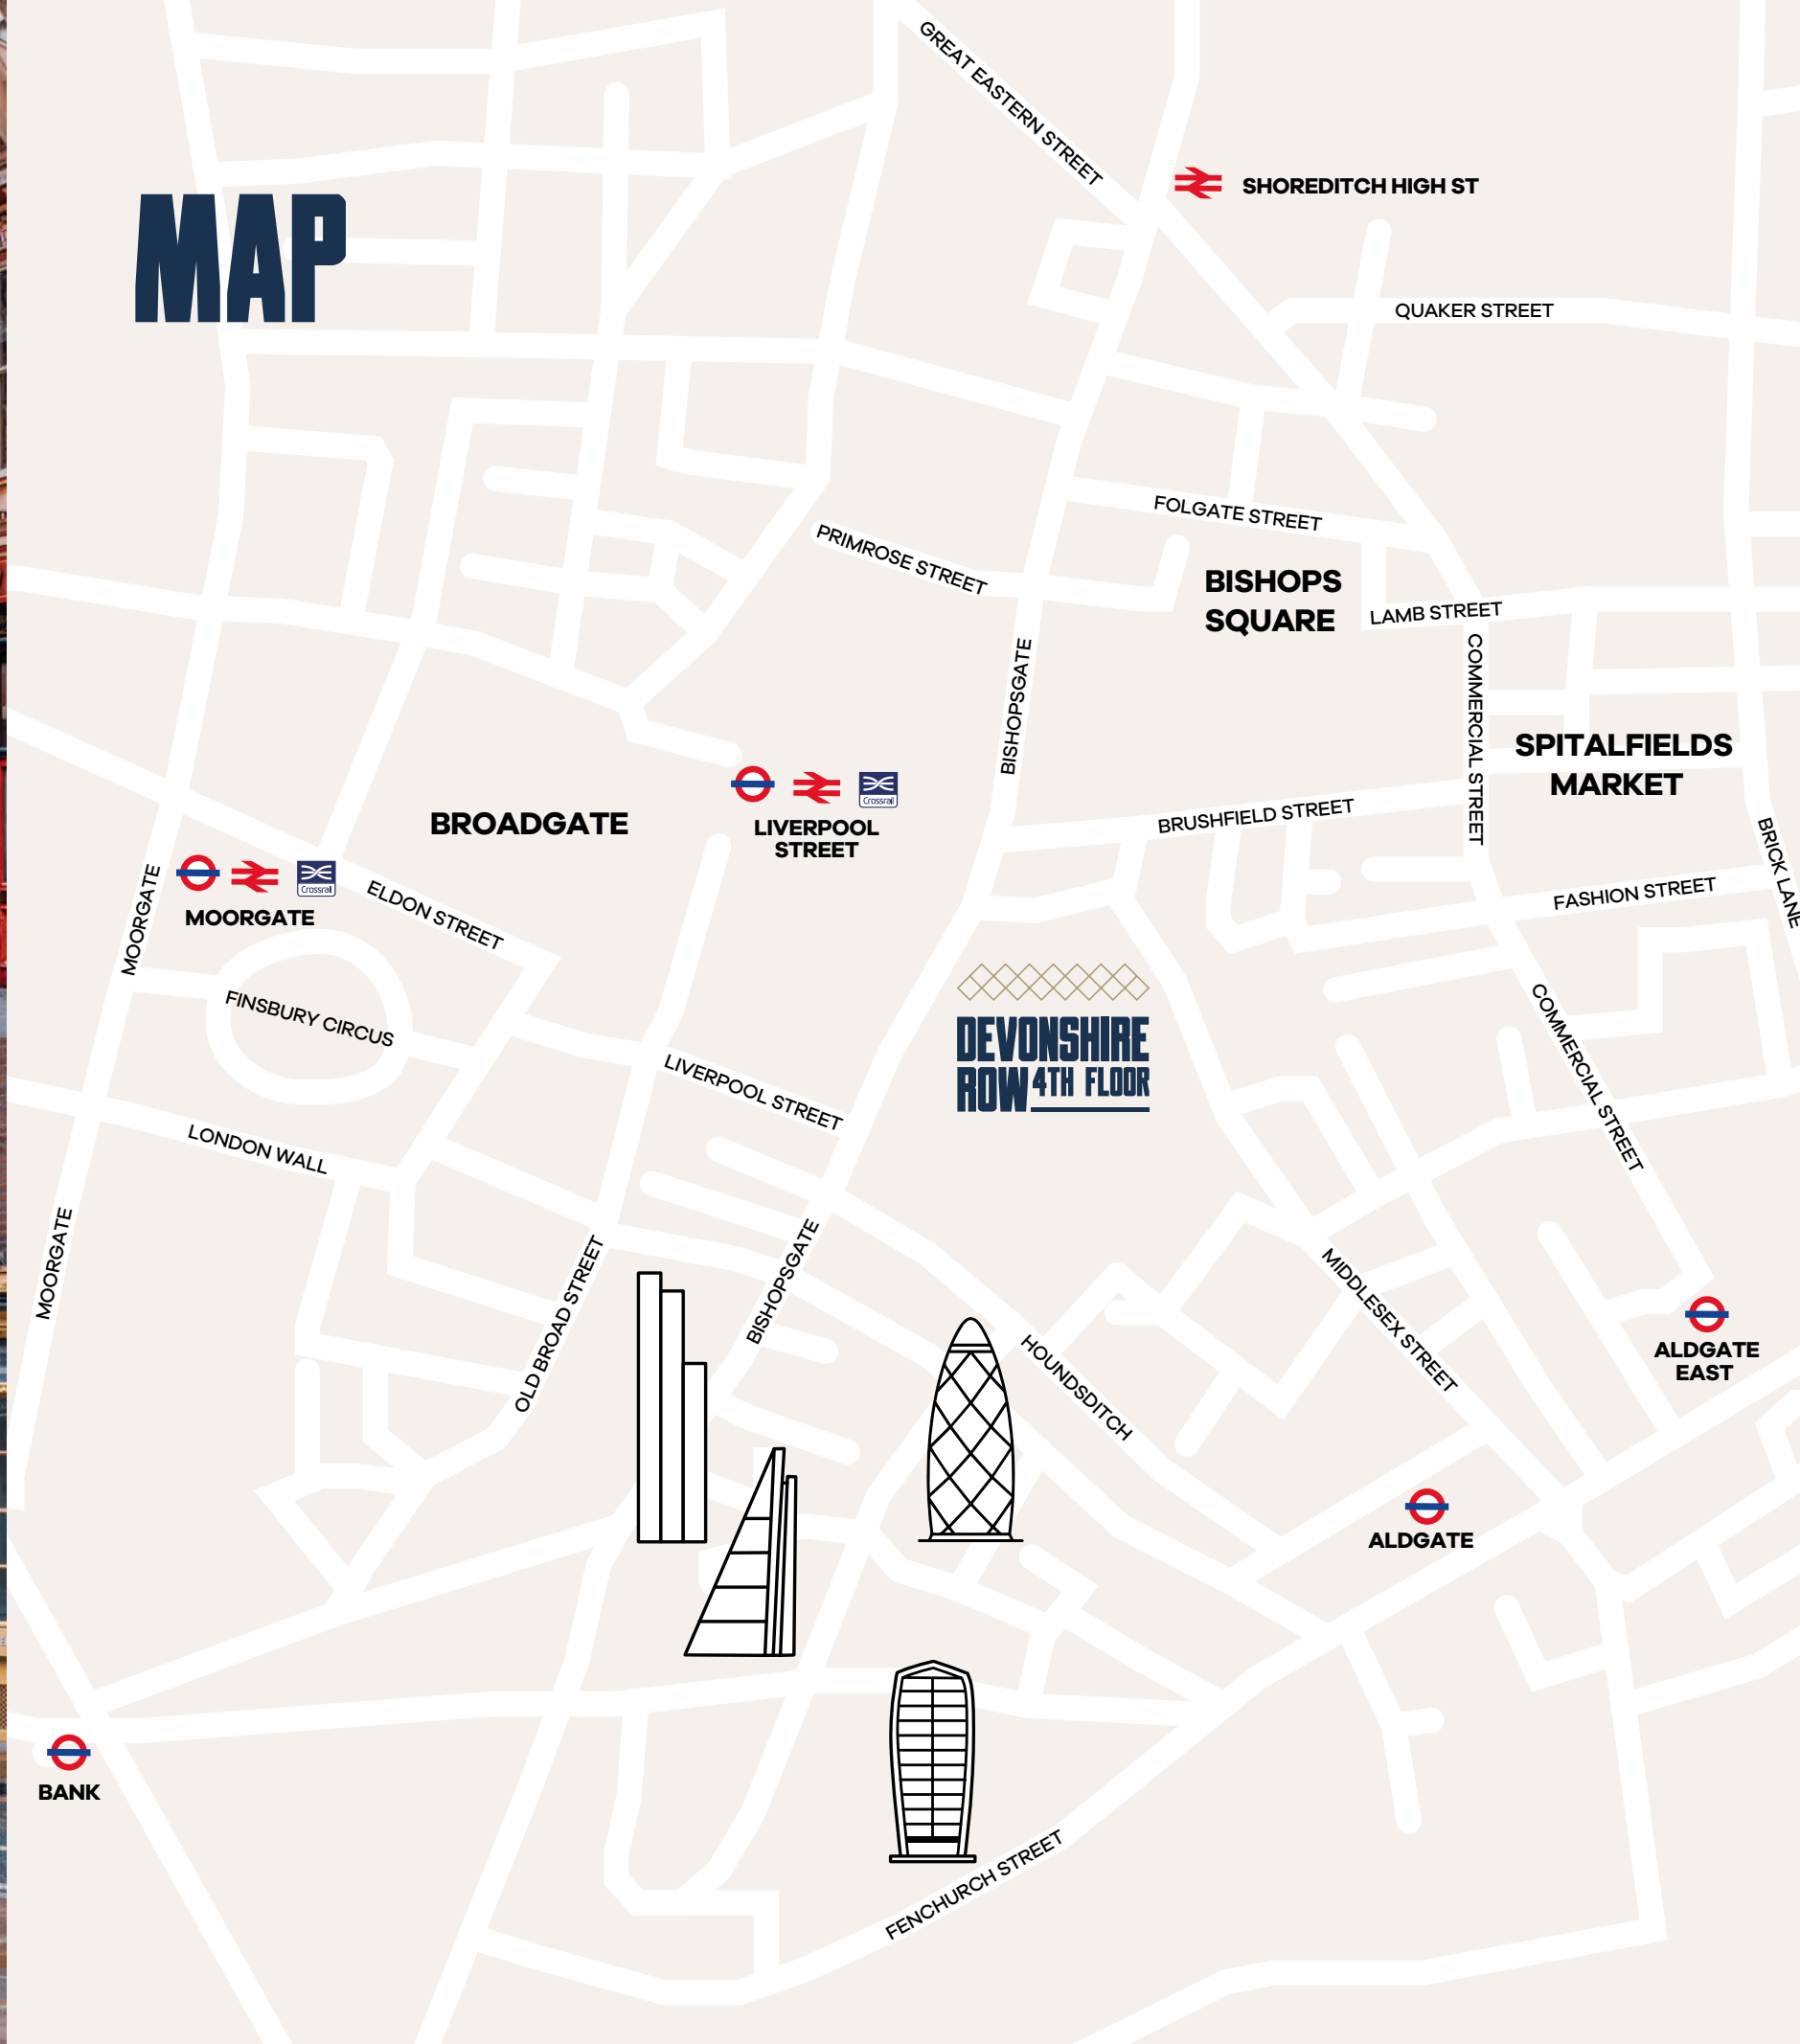 GREAT EASTERN STREET
SHOREDITCH HIGH ST
MAP
QUAKER STREET
FOLGATE STREET
PRIMROSE STREET
BISHOPS
SQUARE
LAMB STREET
BISHOPSGATE
COMMERCIAL STREET
SPITALFIELDS
MARKET
BROADGATE
Crossrail
LIVERPOOL
STREET
BRUSHFIELD STREET
BRICK LANE
MOORGATE
Crossrail
MOORGATE
ELDON STREET
FASHION STREET
FINSBURY CIRCUS
DEVONSHIRE
ROW 4TH FLOOR
COMMERCIAL STREET
LIVERPOOL STREET
LONDON WALL
MOORGATE
OLD BROAD STREET
BISHOPSGATE
HOUNDSDITCH
MIDDLESEX STREET
ALDGATE
EAST
ALDGATE
BANK
FENCHURCH STREET